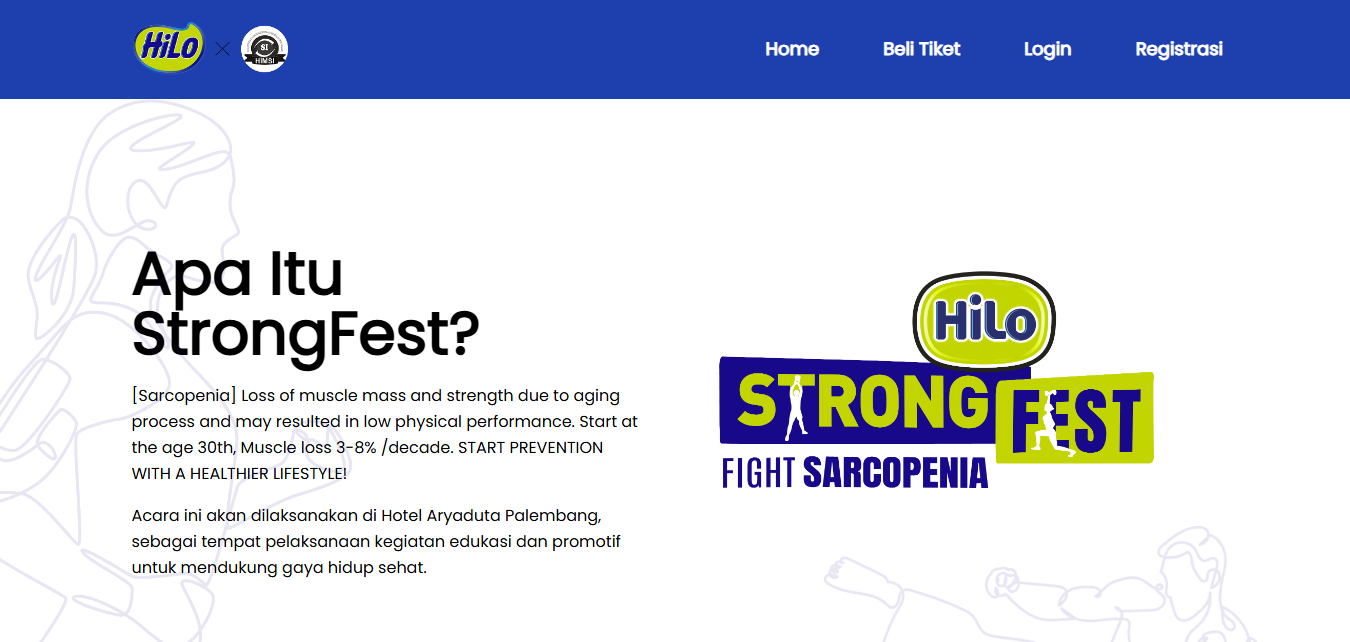 HiLo
SI
HIMSI
Home
Beli Tiket
Login
Registrasi
Apa Itu
StrongFest?
[Sarcopenia] Loss of muscle mass and strength due to aging
process and may resulted in low physical performance. Start at
the age 30th, Muscle loss 3-8% /decade. START PREVENTION
WITH A HEALTHIER LIFESTYLE!
Acara ini akan dilaksanakan di Hotel Aryaduta Palembang,
sebagai tempat pelaksanaan kegiatan edukasi dan promotif
untuk mendukung gaya hidup sehat.
HiLo
STRONG
FEST
FIGHT SARCOPENIA